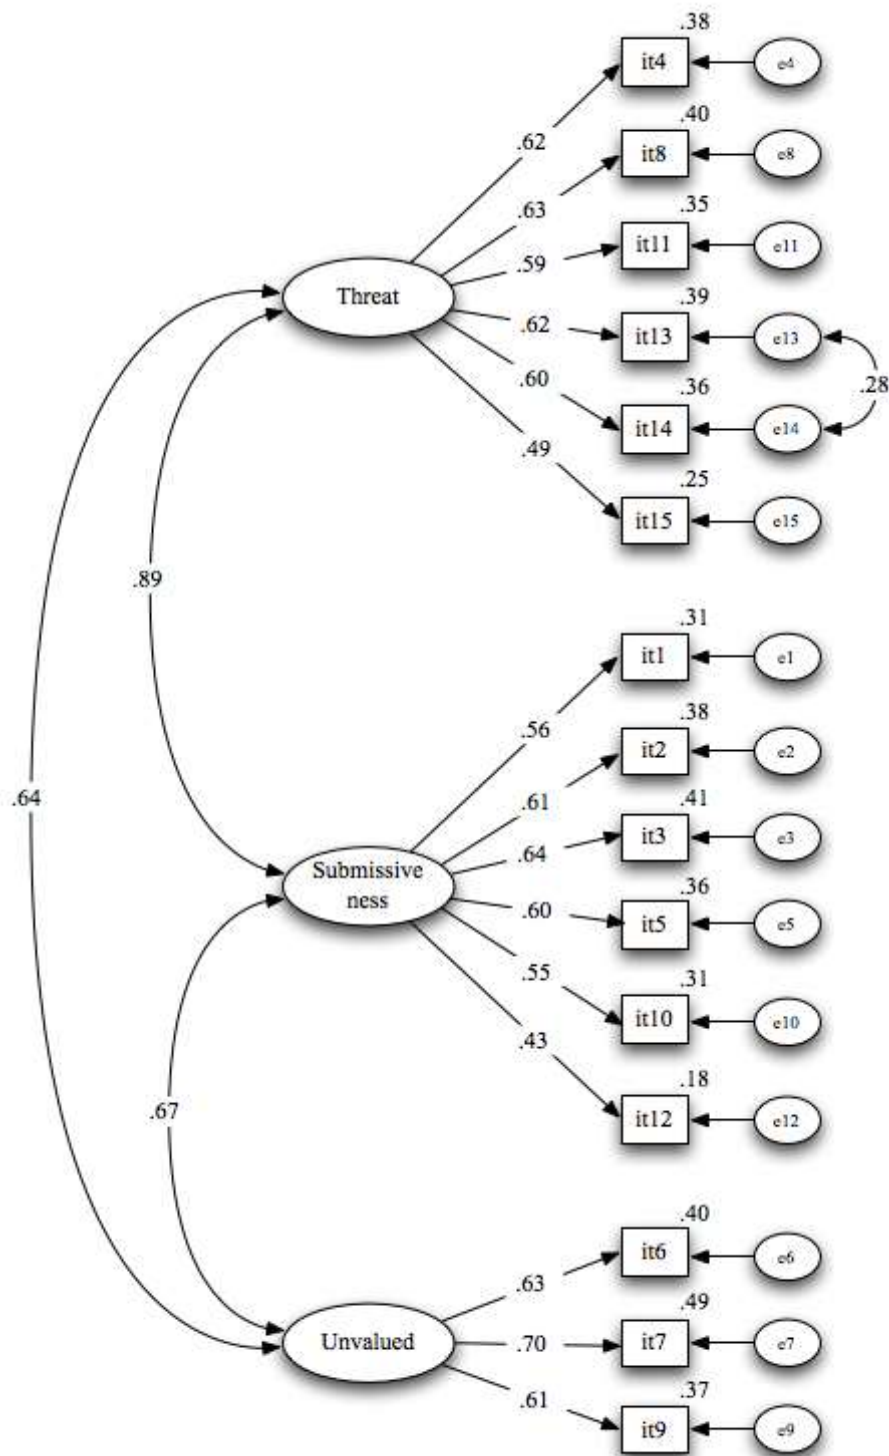 .38
it4
e4
.62
.40
it8
e8
.63
.35
it11
e11
.59
Threat
.39
it13
e13
.62
.28
.60
.36
it14
e14
.49
.25
it15
e15
.89
.31
it1
e1
.56
.38
it2
e2
.61
.64
.41
it3
e3
.64
Submissive
ness
.36
it5
e5
.60
.55
.31
it10
e10
.43
.18
it12
e12
.67
.40
it6
e6
.63
.49
Unvalued
.70
it7
e7
.61
.37
it9
e9